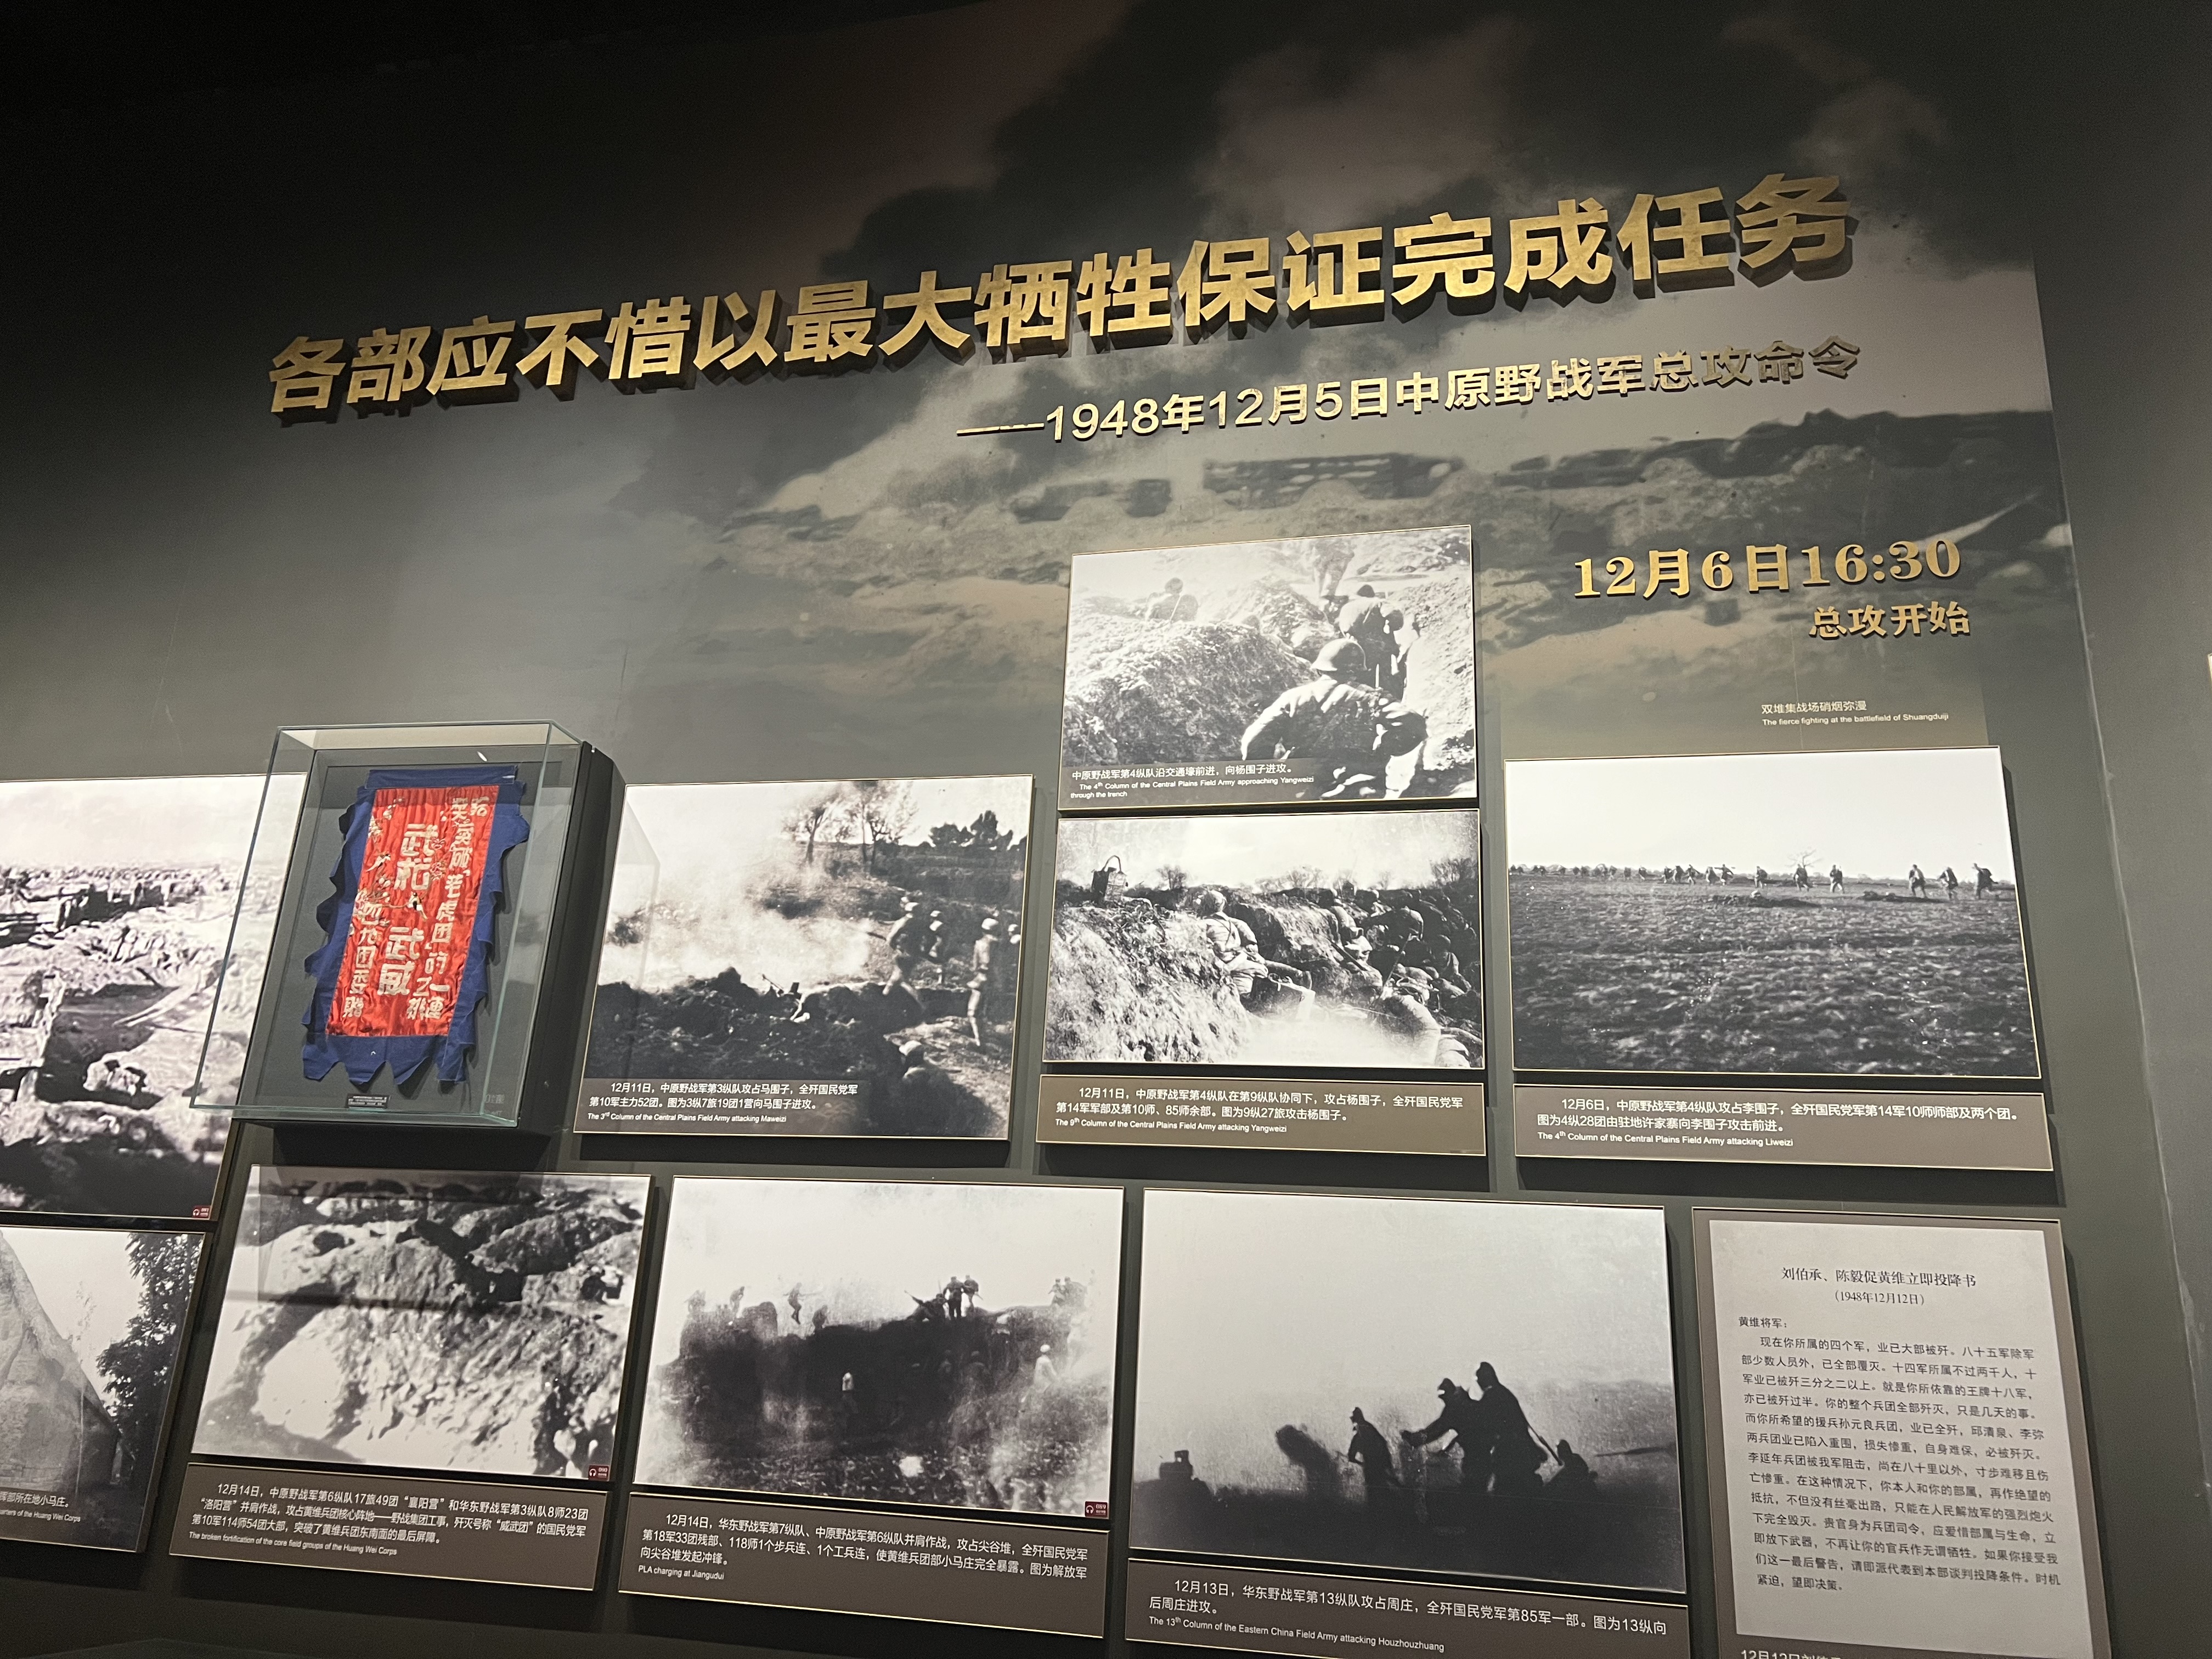 各部应不惜以最大牺牲保证完成任务
——1948年12月5日中原野战军总攻命令
12月6日16:30
总攻开始
双堆集战场硝烟弥漫
The fierce fighting at the battlefield of Shuangduiji
中原野战军第4纵队沿交通壕前进，向杨围子进攻。
The 4th Column of the Central Plains Field Army approaching Yangweizi
through the trench
武松
武威
12月11日，中原野战军第3纵队攻占马围子，全歼国民党军
第10军主力52团。图为3纵7旅19团1营向马围子进攻。
The 3rd Column of the Central Plains Field Army attacking Maweizi
12月11日，中原野战军第4纵队在第9纵队协同下，攻占杨围子，全歼国民党军
第14军军部及第10师、85师余部。图为9纵27旅攻击杨围子。
The 9th Column of the Central Plains Field Army attacking Yangweizi
12月6日，中原野战军第4纵队攻占李围子，全歼国民党军第14军10师师部及两个团。
图为4纵28团由驻地许家寨向李围子攻击前进。
The 4th Column of the Central Plains Field Army attacking Liweizi
挥部所在地小马庄。
arters of the Huang Wei Corps
12月14日，中原野战军第6纵队17旅49团“襄阳营”和华东野战军第3纵队8师23团
“洛阳营”并肩作战，攻占黄维兵团核心阵地——野战集团工事，歼灭号称“威武团”的国民党军
第10军114师54团大部，突破了黄维兵团东南面的最后屏障。
The broken fortification of the core field groups of the Huang Wei Corps
12月14日，华东野战军第7纵队、中原野战军第6纵队并肩作战，攻占尖谷堆，全歼国民党军
第18军33团残部、118师1个步兵连、1个工兵连，使黄维兵团部小马庄完全暴露。图为解放军
向尖谷堆发起冲锋。
PLA charging at Jiangudui
12月13日，华东野战军第13纵队攻占周庄，全歼国民党军第85军一部。图为13纵向
后周庄进攻。
The 13th Column of the Eastern China Field Army attacking Houzhouzhuang
刘伯承、陈毅促黄维立即投降书
（1948年12月12日）
黄维将军：
现在你所属的四个军，业已大部被歼。八十五军除军
部少数人员外，已全部覆灭。十四军所属不过两千人，十
军业已被歼三分之二以上。就是你所依靠的王牌十八军，
亦已被歼过半。你的整个兵团全部歼灭，只是几天的事。
而你所希望的援兵孙元良兵团，业已全歼，邱清泉、李弥
两兵团业已陷入重围，损失惨重，自身难保，必被歼灭。
李延年兵团被我军阻击，尚在八十里以外，寸步难移且伤
亡惨重。在这种情况下，你本人和你的部属，再作绝望的
抵抗，不但没有丝毫出路，只能在人民解放军的强烈炮火
下完全毁灭。贵官身为兵团司令，应爱惜部属与生命，立
即放下武器，不再让你的官兵作无谓牺牲。如果你接受我
们这一最后警告，请即派代表到本部谈判投降条件。时机
紧迫，望即决策。